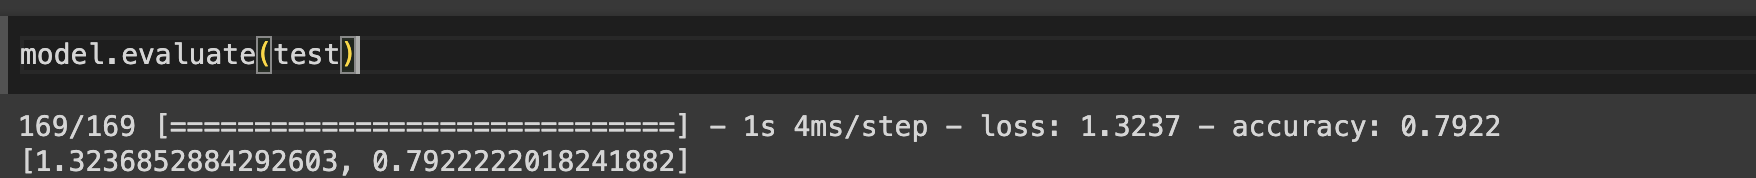 model.evaluate(test)
169/169 [==============================] - 1s 4ms/step - loss: 1.3237 - accuracy: 0.7922
[1.3236852884292603, 0.7922222018241882]